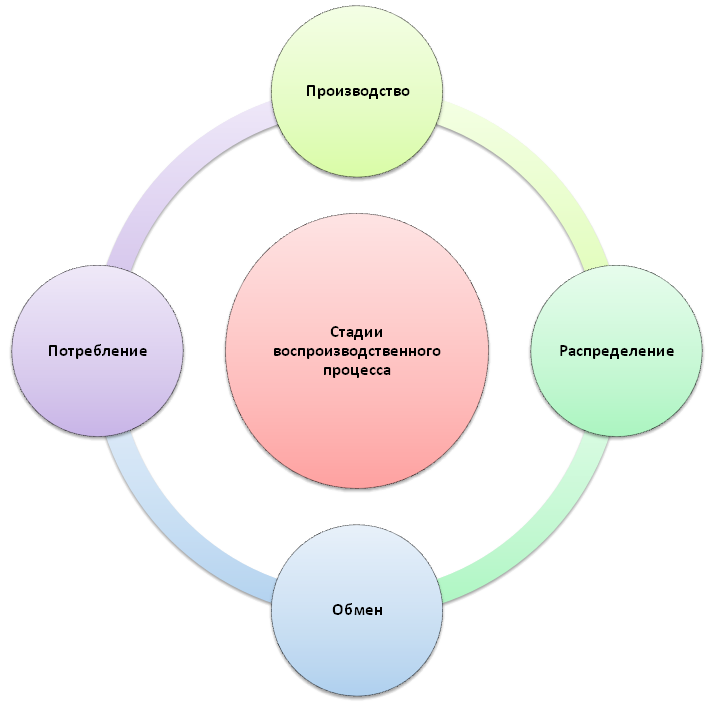 Производство
Потребление
Стадии
воспроизводственного
процесса
Распределение
Обмен